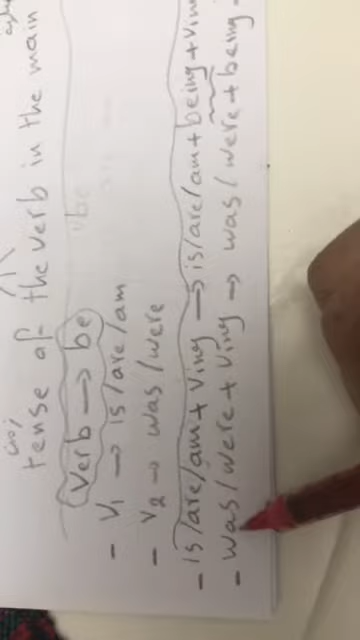 tense of the verb in the main
Verb → be
- V1 → is/are/am
- V2 → was/were
- is/are/am + Ving → is/are/am + being + Ving
- was/were + Ving → was/were + being